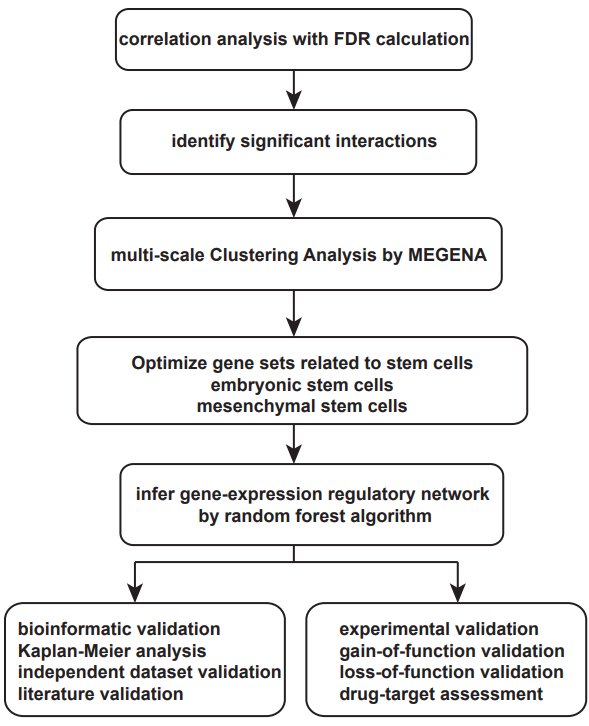 correlation analysis with FDR calculation
identify significant interactions
multi-scale Clustering Analysis by MEGENA
Optimize gene sets related to stem cells
embryonic stem cells
mesenchymal stem cells
infer gene-expression regulatory network
by random forest algorithm
bioinformatic validation
Kaplan-Meier analysis
independent dataset validation
literature validation
experimental validation
gain-of-function validation
loss-of-function validation
drug-target assessment